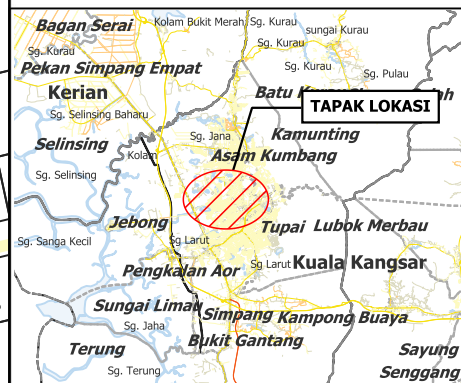 Bagan Serai
Kolam Bukit Merah
Sg. Kurau
sungai Kurau
Sg. Kurau
Sg. Kurau
Pekan Simpang Empat
Sg. Kurau
Sg. Pulau
Kerian
Batu
TAPAK LOKASI
Sg. Selinsing Baharu
Selinsing
Sg. Jana
Kamunting
Kolam
Asam Kumbang
Sg. Selinsing
Jebong
Tupai
Lubok Merbau
Sg. Sanga Kecil
Sg Larut
Pengkalan Aor
Sg Larut
Kuala Kangsar
Sungai Limau
Simpang
Kampong Buaya
Sg. Jaha
Bukit Gantang
Terung
Sayung
Sg. Terung
Senggang